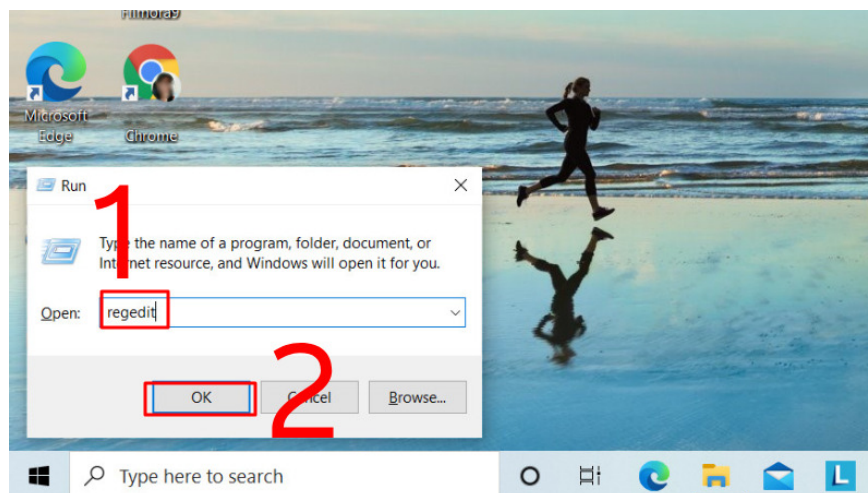 Filmora9
Microsoft
Edge
Chrome
Run
1
Type the name of a program, folder, document, or
Internet resource, and Windows will open it for you.
Open:
regedit
2
OK
Cancel
Browse...
Type here to search
L